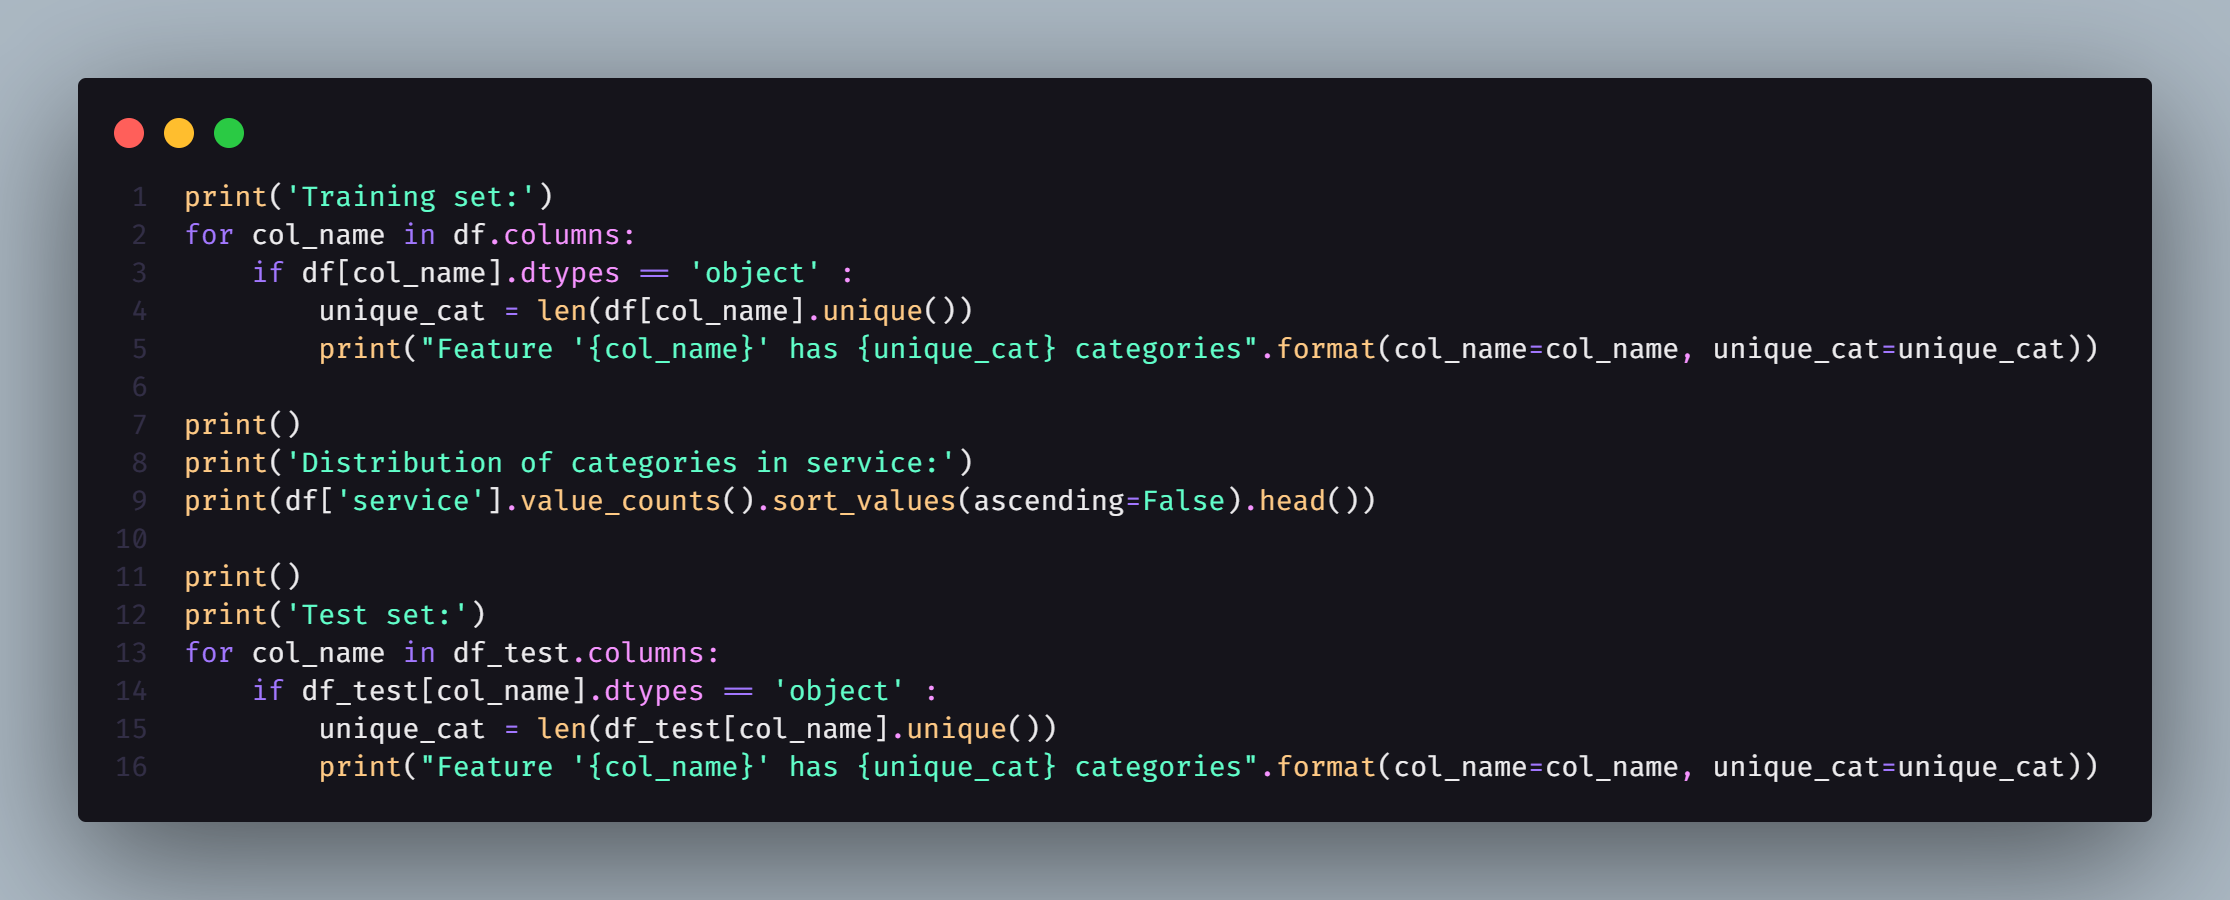 1 print('Training set:')
2 for col_name in df.columns:
3     if df[col_name].dtypes == 'object' :
4         unique_cat = len(df[col_name].unique())
5         print("Feature '{col_name}' has {unique_cat} categories".format(col_name=col_name, unique_cat=unique_cat))
6
7 print()
8 print('Distribution of categories in service:')
9 print(df['service'].value_counts().sort_values(ascending=False).head())
10
11 print()
12 print('Test set:')
13 for col_name in df_test.columns:
14     if df_test[col_name].dtypes == 'object' :
15         unique_cat = len(df_test[col_name].unique())
16         print("Feature '{col_name}' has {unique_cat} categories".format(col_name=col_name, unique_cat=unique_cat))